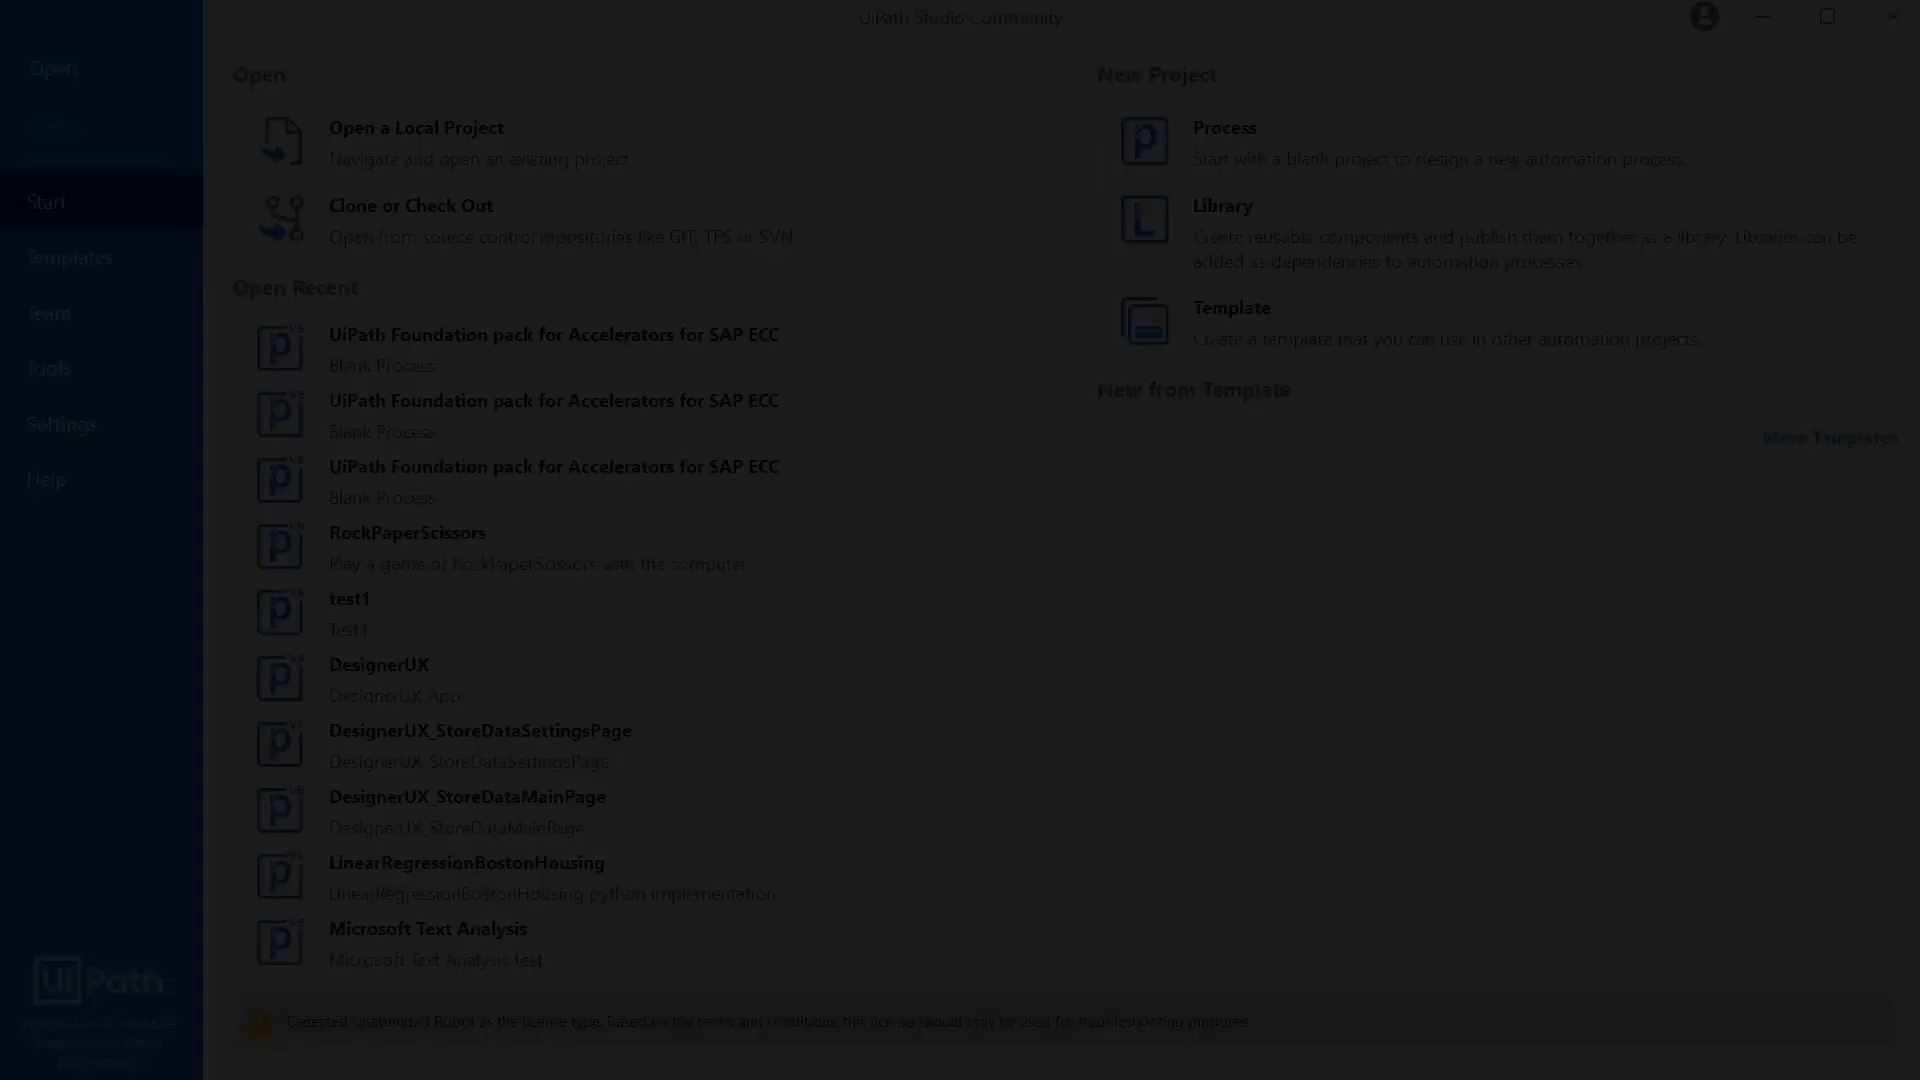 UiPath Studio Community
Open
Start
Templates
Team
Tools
Settings
Help
UiPath
Open
Open a Local Project
Navigate and open an existing project
Clone or Check Out
Open from source control repositories like GIT, TFS or SVN
Open Recent
UiPath Foundation pack for Accelerators for SAP ECC
Blank Process
UiPath Foundation pack for Accelerators for SAP ECC
Blank Process
UiPath Foundation pack for Accelerators for SAP ECC
Blank Process
RockPaperScissors
Play a game of RockPaperScissors with the computer
test1
Test1
DesignerUX
DesignerUX App
DesignerUX_StoreDataSettingsPage
DesignerUX_StoreDataSettingsPage
DesignerUX_StoreDataMainPage
DesignerUX_StoreDataMainPage
LinearRegressionBostonHousing
LinearRegressionBostonHousing python implementation
Microsoft Text Analysis
Microsoft Text Analysis test
New Project
Process
Start with a blank project to design a new automation process.
Library
Create reusable components and publish them together as a library. Libraries can be
added as dependencies to automation processes.
Template
Create a template that you can use in other automation projects.
New from Template
More Templates
Detected Unattended Robot as the license type. Based on the terms and conditions, this license should only be used for troubleshooting purposes